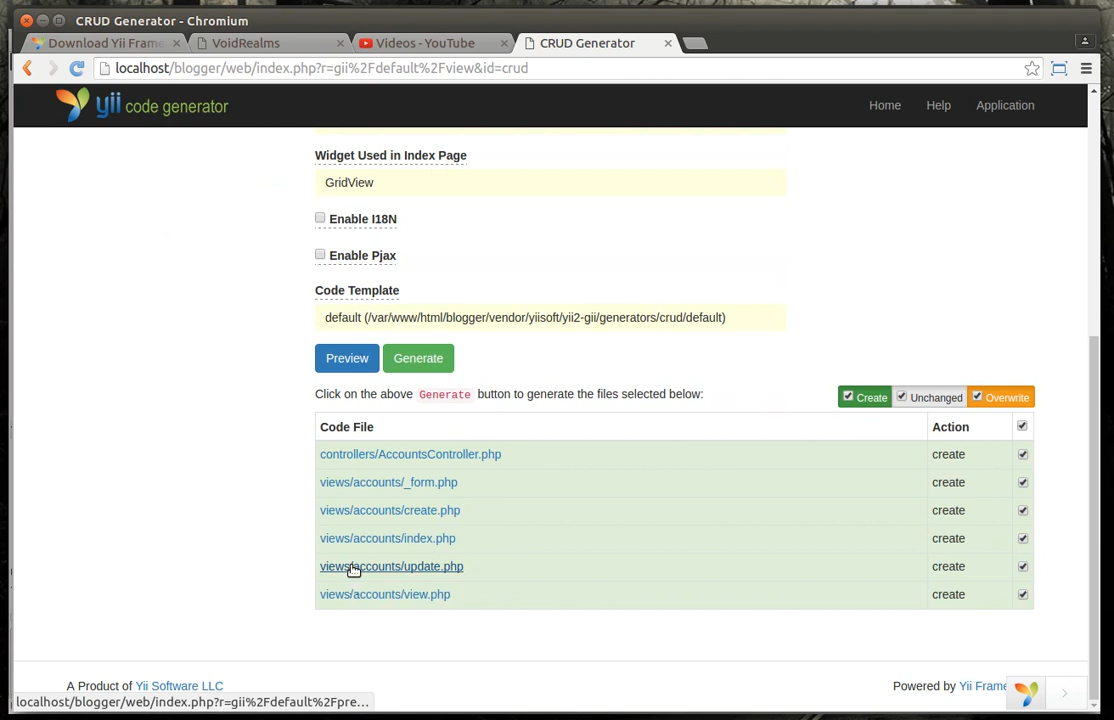 CRUD Generator - Chromium
Download Yii Frame
VoidRealms
Videos - YouTube
CRUD Generator
localhost/blogger/web/index.php?r=gii%2Fdefault%2Fview&id=crud
yii code generator
Home
Help
Application
Widget Used in Index Page
GridView
Enable I18N
Enable Pjax
Code Template
default (/var/www/html/blogger/vendor/yiisoft/yii2-gii/generators/crud/default)
Preview
Generate
Click on the above Generate button to generate the files selected below:
Create
Unchanged
Overwrite
Code File
Action
controllers/AccountsController.php
create
views/accounts/_form.php
create
views/accounts/create.php
create
views/accounts/index.php
create
views/accounts/update.php
create
views/accounts/view.php
create
A Product of Yii Software LLC
Powered by Yii Frame
localhost/blogger/web/index.php?r=gii%2Fdefault%2Fpre...